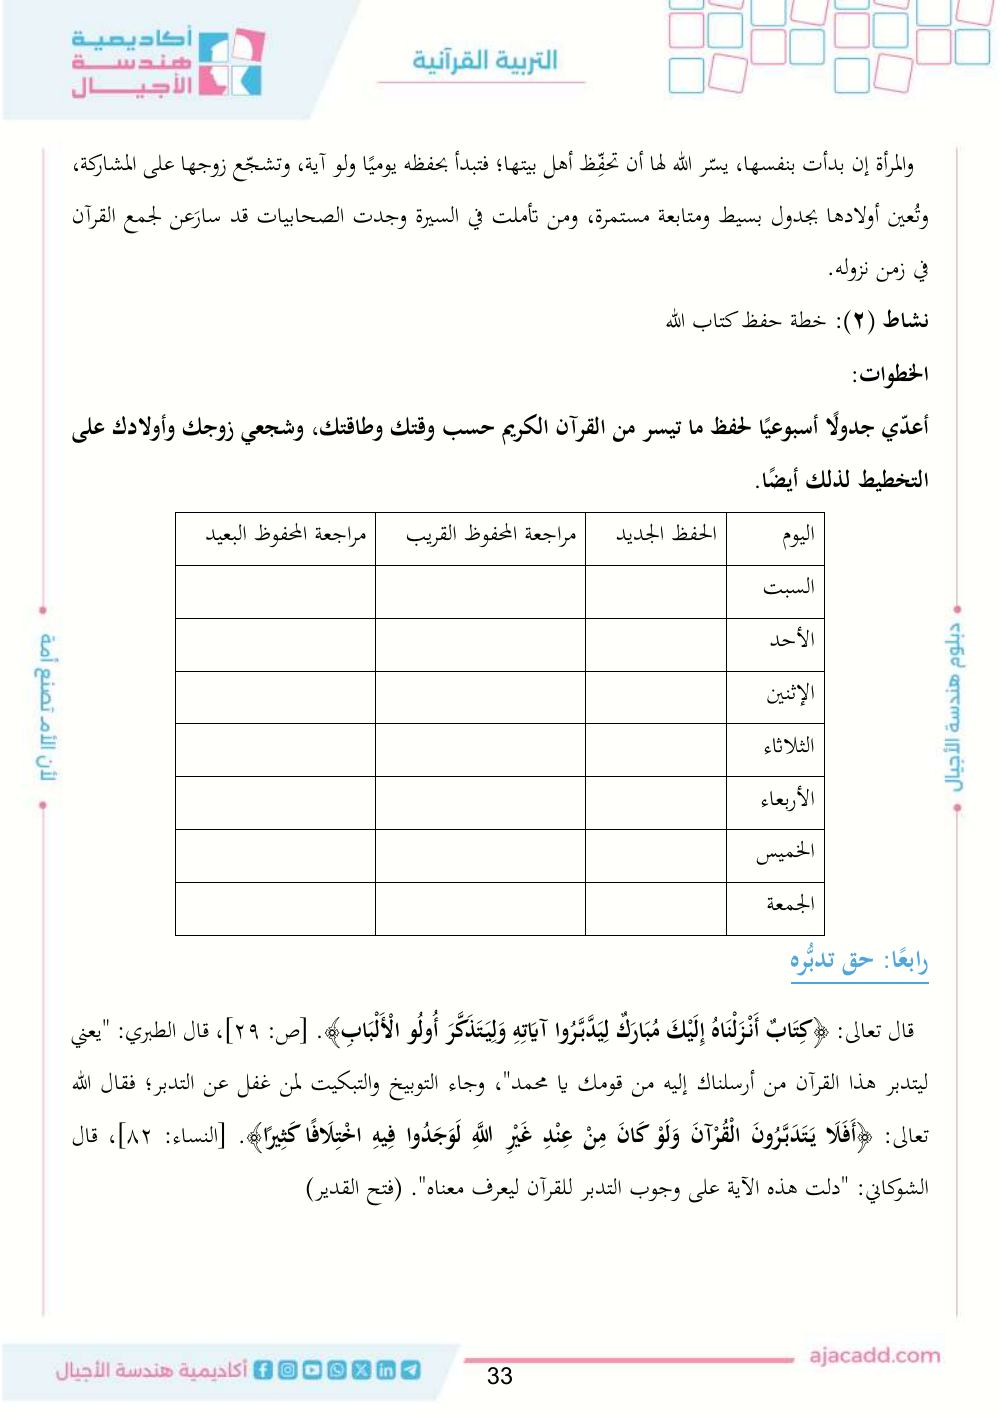 أكاديمية
هندسة
الأجيال
التربية القرآنية
والمرأة إن بدأت بنفسها، يسّر الله لها أن تحفِّظ أهل بيتها؛ فتبدأ بحفظه يوميًا ولو آية، وتشجّع زوجها على المشاركة،
وتُعين أولادها بجدول بسيط ومتابعة مستمرة، ومن تأملت في السيرة وجدت الصحابيات قد سارَعن لجمع القرآن
في زمن نزوله.
نشاط (٢): خطة حفظ كتاب الله
الخطوات:
أعدّي جدولًا أسبوعيًا لحفظ ما تيسر من القرآن الكريم حسب وقتك وطاقتك، وشجعي زوجك وأولادك على
التخطيط لذلك أيضًا.
اليوم الحفظ الجديد مراجعة المحفوظ القريب مراجعة المحفوظ البعيد
السبت
الأحد
الإثنين
الثلاثاء
الأربعاء
الخميس
الجمعة
رابعًا: حق تدبُّره
قال تعالى: ﴿كِتَابٌ أَنْزَلْنَاهُ إِلَيْكَ مُبَارَكٌ لِيَدَّبَّرُوا آيَاتِهِ وَلِيَتَذَكَّرَ أُولُو الْأَلْبَابِ﴾. [ص: ٢٩]، قال الطبري: "يعني
ليتدبر هذا القرآن من أرسلناك إليه من قومك يا محمد"، وجاء التوبيخ والتبكيت لمن غفل عن التدبر؛ فقال الله
تعالى: ﴿أَفَلَا يَتَدَبَّرُونَ الْقُرْآنَ وَلَوْ كَانَ مِنْ عِنْدِ غَيْرِ اللَّهِ لَوَجَدُوا فِيهِ اخْتِلَافًا كَثِيرًا﴾. [النساء: ٨٢]، قال
الشوكاني: "دلت هذه الآية على وجوب التدبر للقرآن ليعرف معناه". (فتح القدير)
دبلوم هندسة الأجيال
لأن الأم تصنع أمة
ajacadd.com
33
أكاديمية هندسة الأجيال